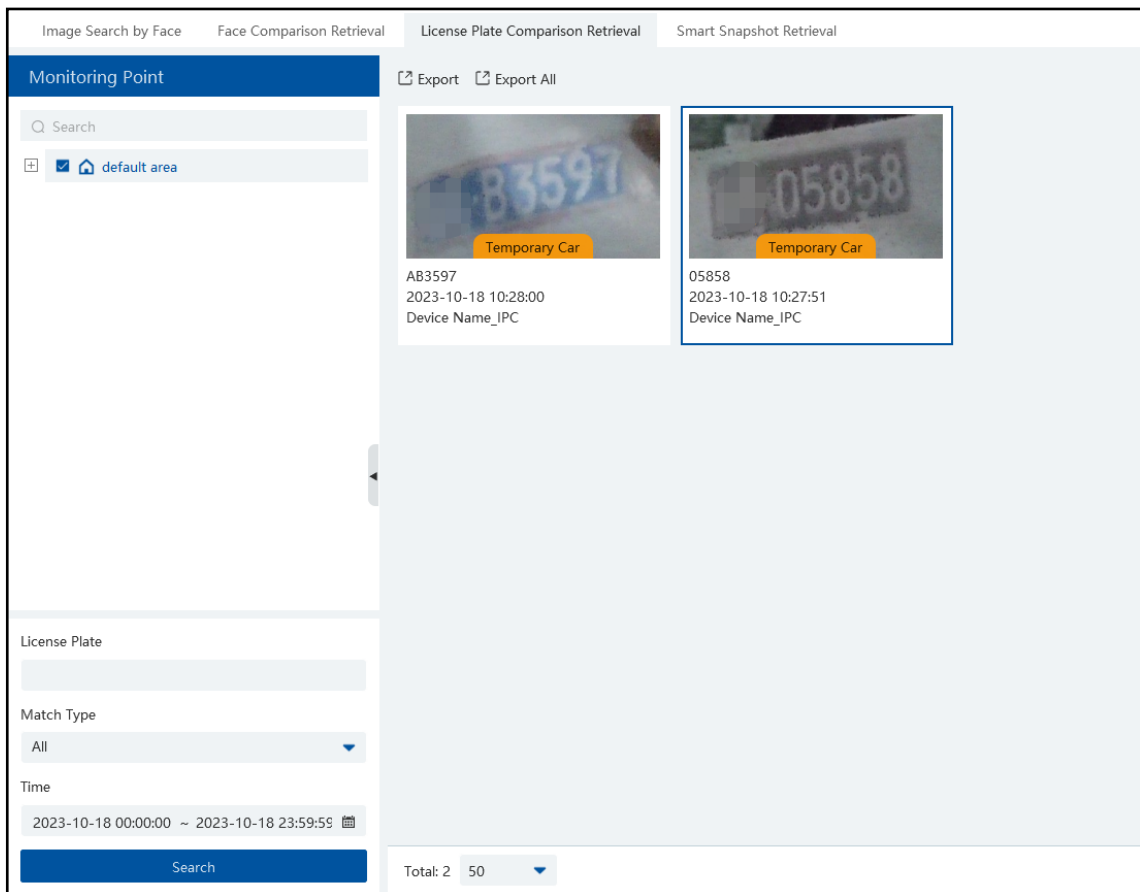 Image Search by Face
Face Comparison Retrieval
License Plate Comparison Retrieval
Smart Snapshot Retrieval
Monitoring Point
Search
default area
License Plate
Match Type
All
Time
2023-10-18 00:00:00 ~ 2023-10-18 23:59:59
Search
Export
Export All
B3597
Temporary Car
AB3597
2023-10-18 10:28:00
Device Name_IPC
05858
Temporary Car
05858
2023-10-18 10:27:51
Device Name_IPC
Total: 2
50